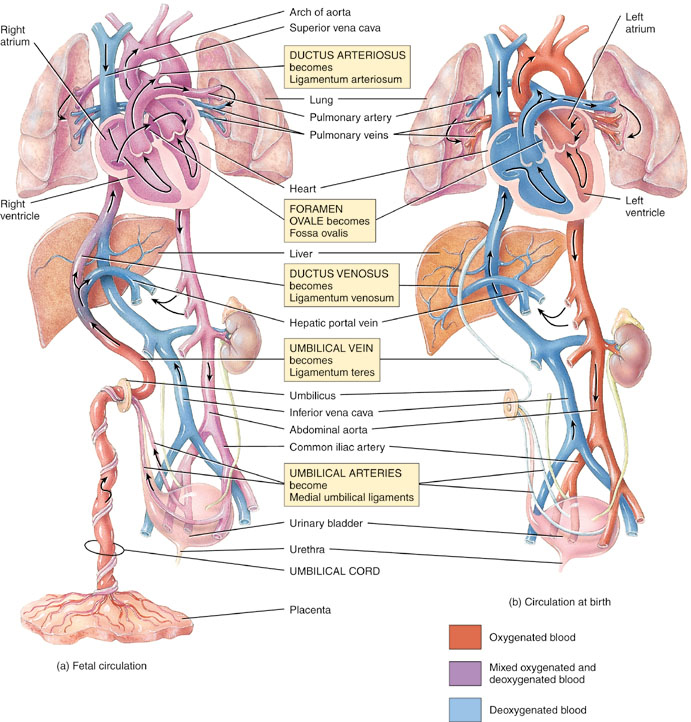 Arch of aorta
Superior vena cava
Right
atrium
Left
atrium
DUCTUS ARTERIOSUS
becomes
Ligamentum arteriosum
Lung
Pulmonary artery
Pulmonary veins
Heart
Right
ventricle
Left
ventricle
FORAMEN
OVALE becomes
Fossa ovalis
Liver
DUCTUS VENOSUS
becomes
Ligamentum venosum
Hepatic portal vein
UMBILICAL VEIN
becomes
Ligamentum teres
Umbilicus
Inferior vena cava
Abdominal aorta
Common iliac artery
UMBILICAL ARTERIES
become
Medial umbilical ligaments
Urinary bladder
Urethra
UMBILICAL CORD
Placenta
(a) Fetal circulation
(b) Circulation at birth
Oxygenated blood
Mixed oxygenated and
deoxygenated blood
Deoxygenated blood